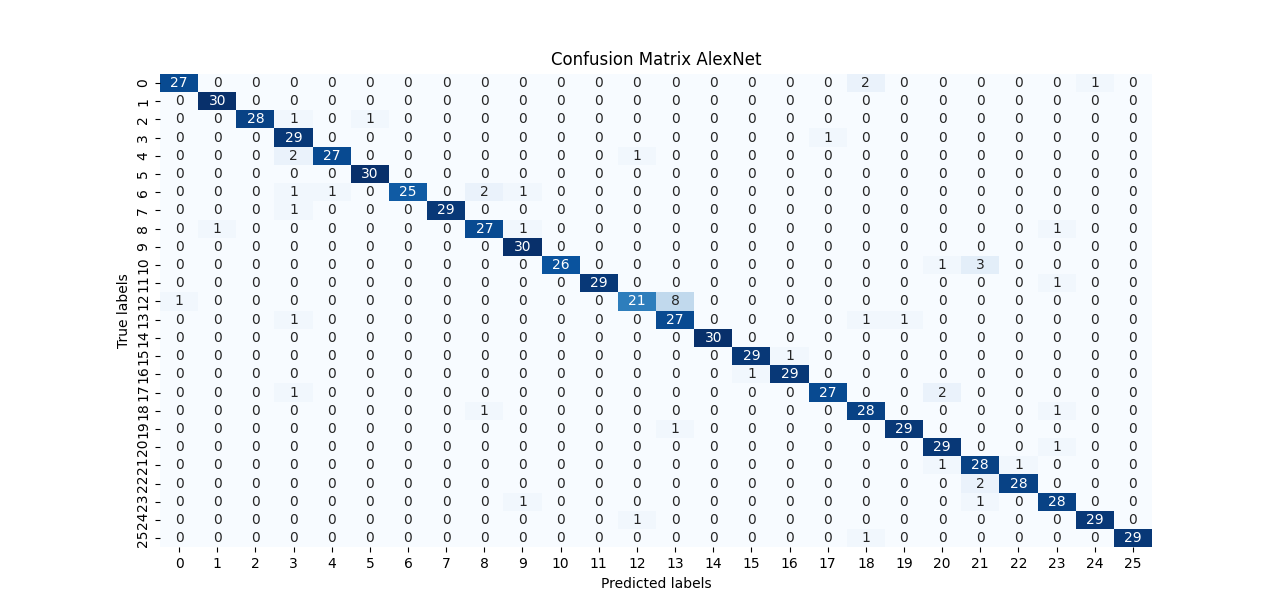 Confusion Matrix AlexNet
True labels
0 27 0 0 0 0 0 0 0 0 0 0 0 0 0 0 0 0 0 2 0 0 0 0 0 1 0
1 0 30 0 0 0 0 0 0 0 0 0 0 0 0 0 0 0 0 0 0 0 0 0 0 0 0
2 0 0 28 1 0 1 0 0 0 0 0 0 0 0 0 0 0 0 0 0 0 0 0 0 0 0
3 0 0 0 29 0 0 0 0 0 0 0 0 0 0 0 0 0 1 0 0 0 0 0 0 0 0
4 0 0 0 2 27 0 0 0 0 0 0 0 1 0 0 0 0 0 0 0 0 0 0 0 0 0
5 0 0 0 0 0 30 0 0 0 0 0 0 0 0 0 0 0 0 0 0 0 0 0 0 0 0
6 0 0 0 1 1 0 25 0 2 1 0 0 0 0 0 0 0 0 0 0 0 0 0 0 0 0
7 0 0 0 1 0 0 0 29 0 0 0 0 0 0 0 0 0 0 0 0 0 0 0 0 0 0
8 0 1 0 0 0 0 0 0 27 1 0 0 0 0 0 0 0 0 0 0 0 0 0 1 0 0
9 0 0 0 0 0 0 0 0 0 30 0 0 0 0 0 0 0 0 0 0 0 0 0 0 0 0
10 0 0 0 0 0 0 0 0 0 0 26 0 0 0 0 0 0 0 0 0 1 3 0 0 0 0
11 0 0 0 0 0 0 0 0 0 0 0 29 0 0 0 0 0 0 0 0 0 0 0 1 0 0
12 1 0 0 0 0 0 0 0 0 0 0 0 21 8 0 0 0 0 0 0 0 0 0 0 0 0
13 0 0 0 1 0 0 0 0 0 0 0 0 0 27 0 0 0 0 1 1 0 0 0 0 0 0
14 0 0 0 0 0 0 0 0 0 0 0 0 0 0 30 0 0 0 0 0 0 0 0 0 0 0
15 0 0 0 0 0 0 0 0 0 0 0 0 0 0 0 29 1 0 0 0 0 0 0 0 0 0
16 0 0 0 0 0 0 0 0 0 0 0 0 0 0 0 1 29 0 0 0 0 0 0 0 0 0
17 0 0 0 1 0 0 0 0 0 0 0 0 0 0 0 0 0 27 0 0 2 0 0 0 0 0
18 0 0 0 0 0 0 0 0 1 0 0 0 0 0 0 0 0 0 28 0 0 0 0 1 0 0
19 0 0 0 0 0 0 0 0 0 0 0 0 0 1 0 0 0 0 0 29 0 0 0 0 0 0
20 0 0 0 0 0 0 0 0 0 0 0 0 0 0 0 0 0 0 0 0 29 0 0 1 0 0
21 0 0 0 0 0 0 0 0 0 0 0 0 0 0 0 0 0 0 0 0 1 28 1 0 0 0
22 0 0 0 0 0 0 0 0 0 0 0 0 0 0 0 0 0 0 0 0 0 2 28 0 0 0
23 0 0 0 0 0 0 0 0 0 1 0 0 0 0 0 0 0 0 0 0 0 1 0 28 0 0
24 0 0 0 0 0 0 0 0 0 0 0 0 1 0 0 0 0 0 0 0 0 0 0 0 29 0
25 0 0 0 0 0 0 0 0 0 0 0 0 0 0 0 0 0 0 1 0 0 0 0 0 0 29
0 1 2 3 4 5 6 7 8 9 10 11 12 13 14 15 16 17 18 19 20 21 22 23 24 25
Predicted labels